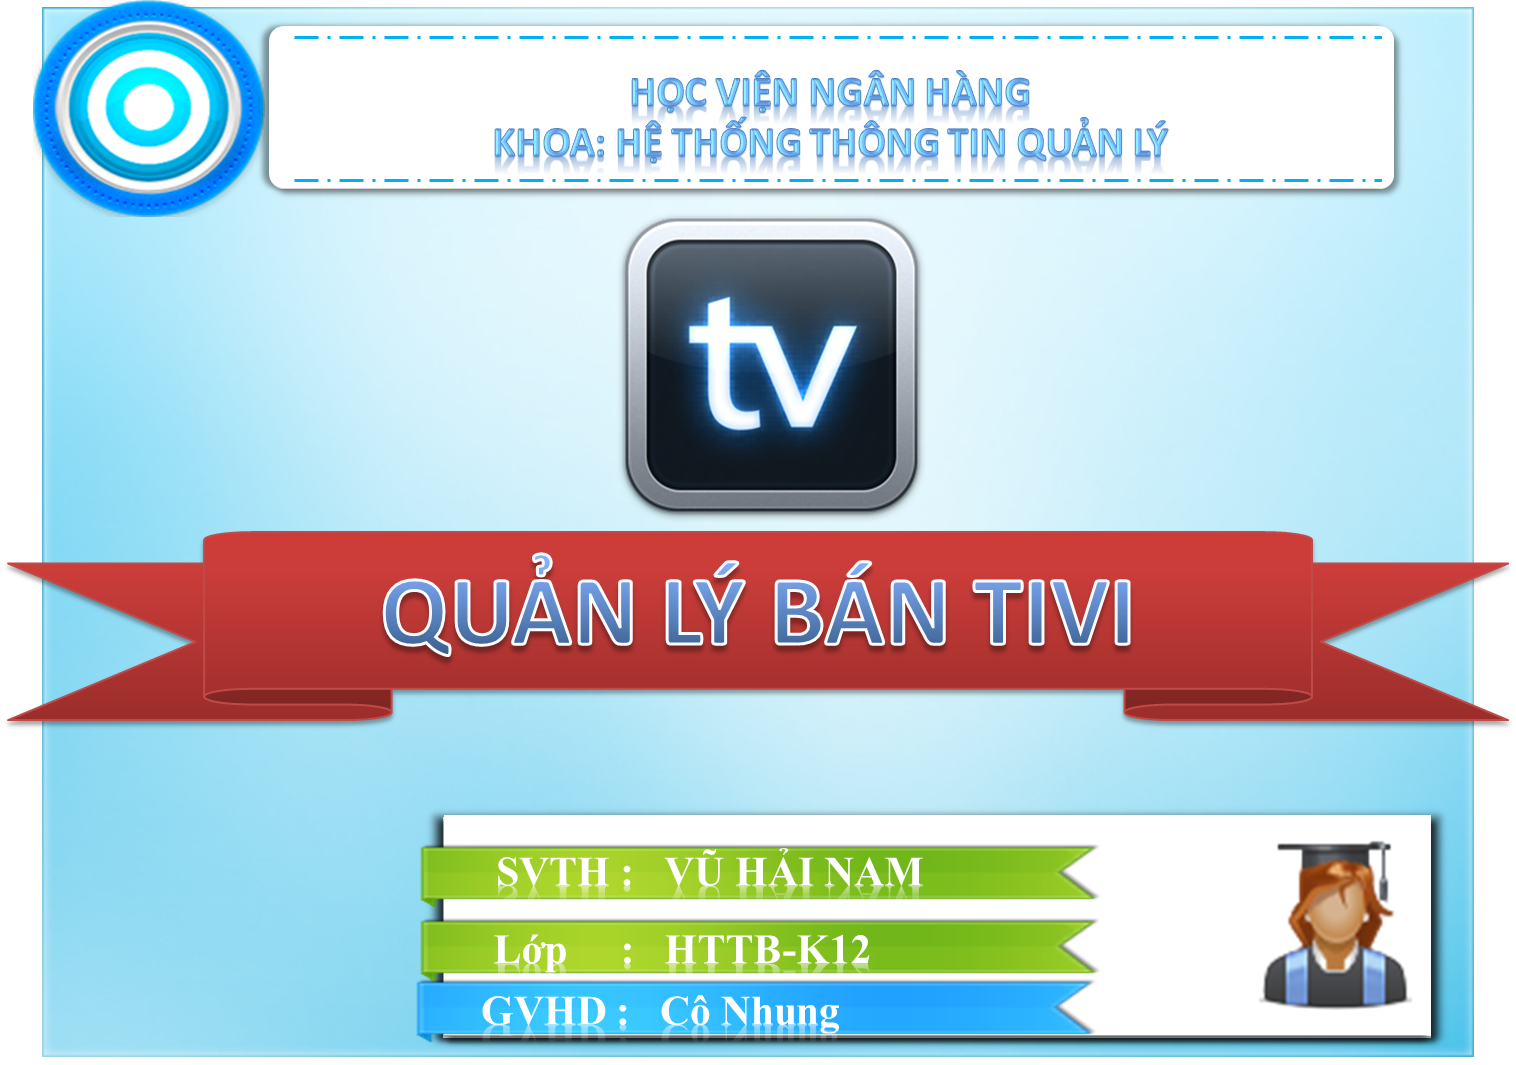 HỌC VIỆN NGÂN HÀNG
KHOA: HỆ THỐNG THÔNG TIN QUẢN LÝ
tv
QUẢN LÝ BÁN TIVI
SVTH : VŨ HẢI NAM
Lớp : HTTB-K12
GVHD : Cô Nhung